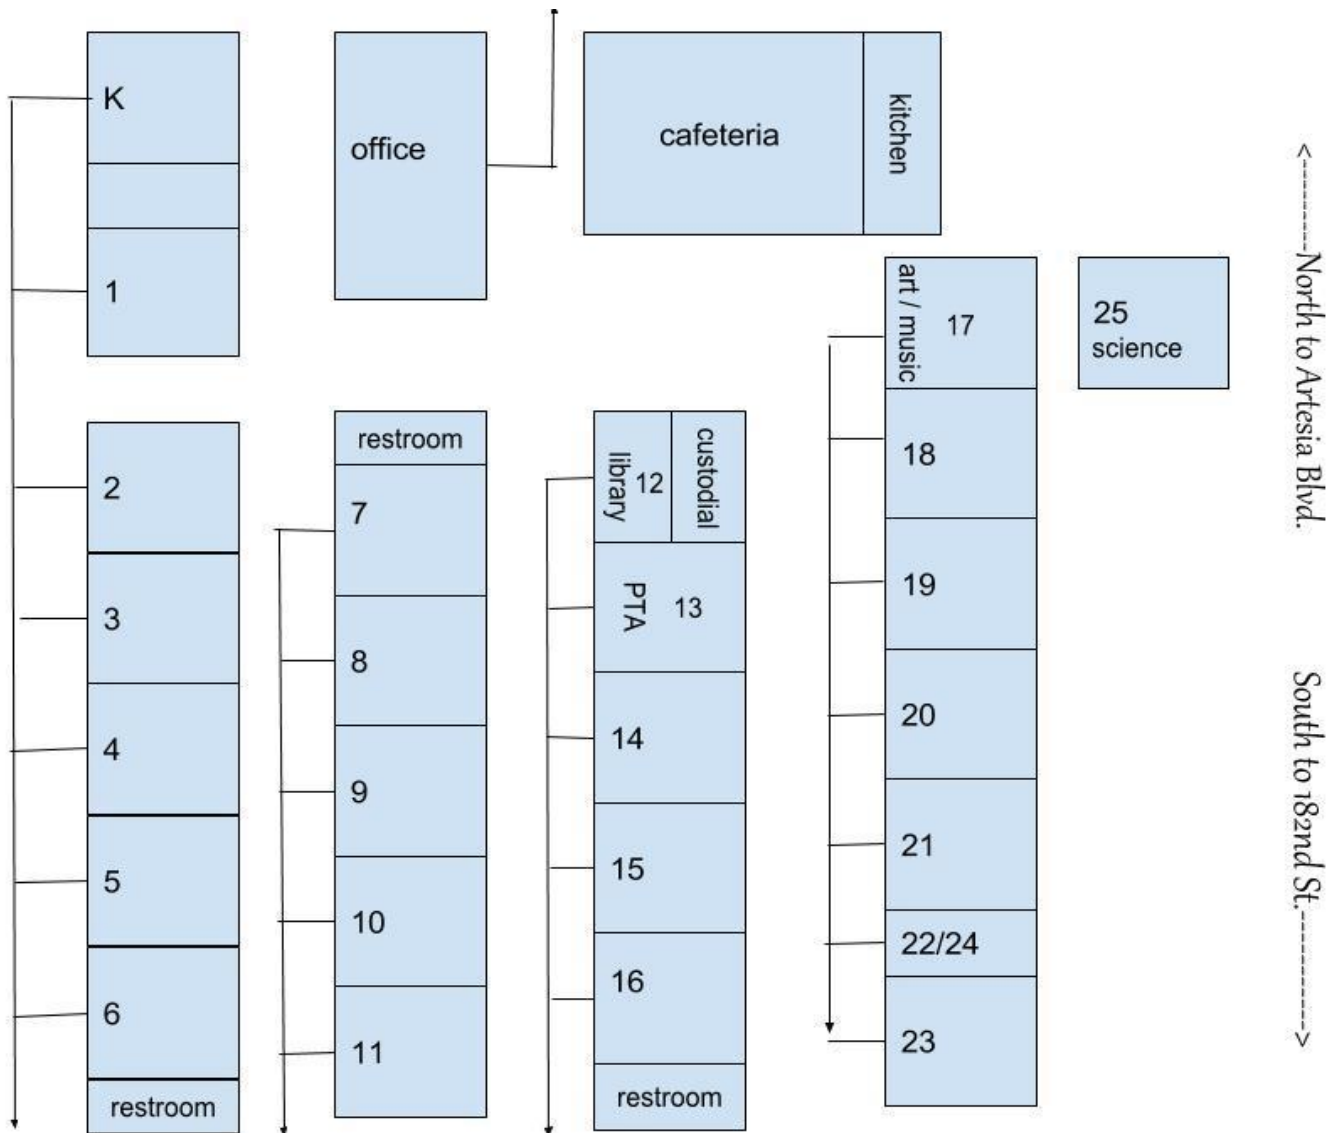 K
office
cafeteria
kitchen
1
art / music
17
25
science
2
3
4
5
6
restroom
restroom
7
8
9
10
11
library
12
custodial
PTA
13
14
15
16
restroom
18
19
20
21
22/24
23
<----------North to Artesia Blvd.
South to 182nd St.---------->